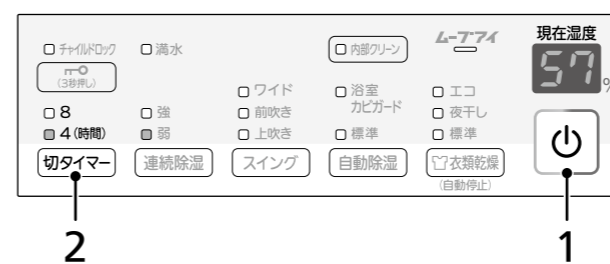 チャイルドロック
(3秒押し)
8
4(時間)
切タイマー
満水
強
弱
連続除湿
ワイド
前吹き
上吹き
スイング
内部クリーン
浴室
カビガード
標準
自動除湿
ムーブアイ
エコ
夜干し
標準
衣類乾燥
(自動停止)
現在湿度
57%
2
1